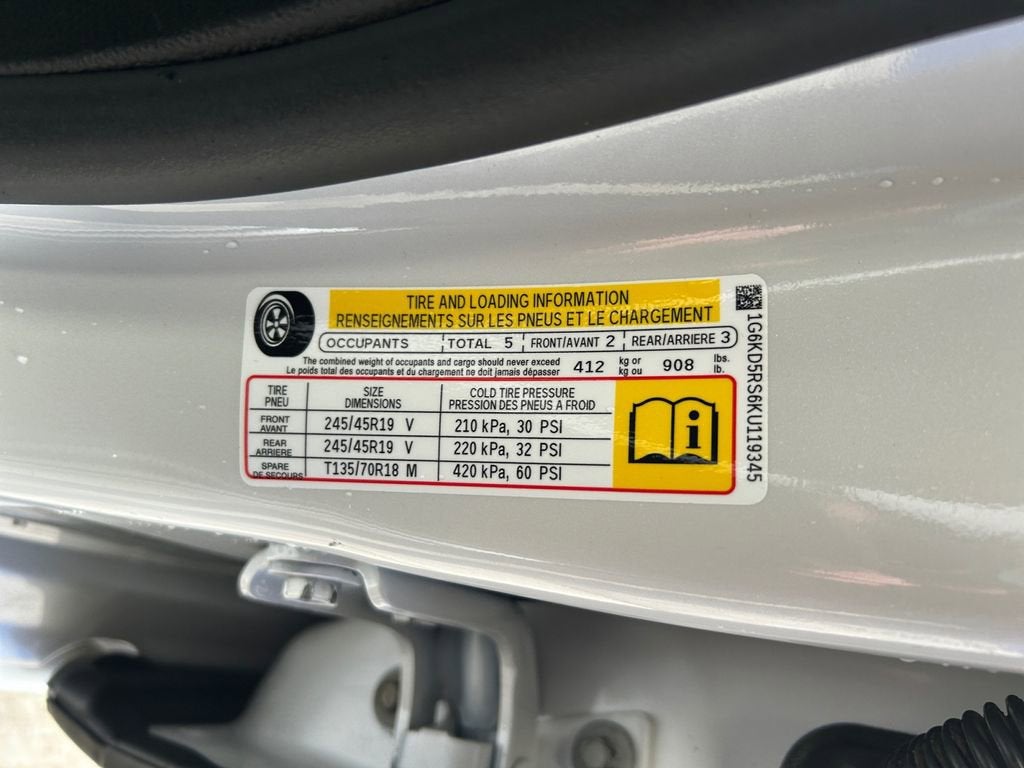 TIRE AND LOADING INFORMATION
RENSEIGNEMENTS SUR LES PNEUS ET LE CHARGEMENT
OCCUPANTS TOTAL 5 FRONT/AVANT 2 REAR/ARRIERE 3
The combined weight of occupants and cargo should never exceed 412 kg or 908 lbs.
Le poids total des occupants et du chargement ne doit jamais dépasser kg ou lb.
TIRE SIZE COLD TIRE PRESSURE
PNEU DIMENSIONS PRESSION DES PNEUS A FROID
FRONT AVANT 245/45R19 V 210 kPa, 30 PSI
REAR ARRIERE 245/45R19 V 220 kPa, 32 PSI
SPARE DE SECOURS T135/70R18 M 420 kPa, 60 PSI
i
1G6KD5RS6KU119345